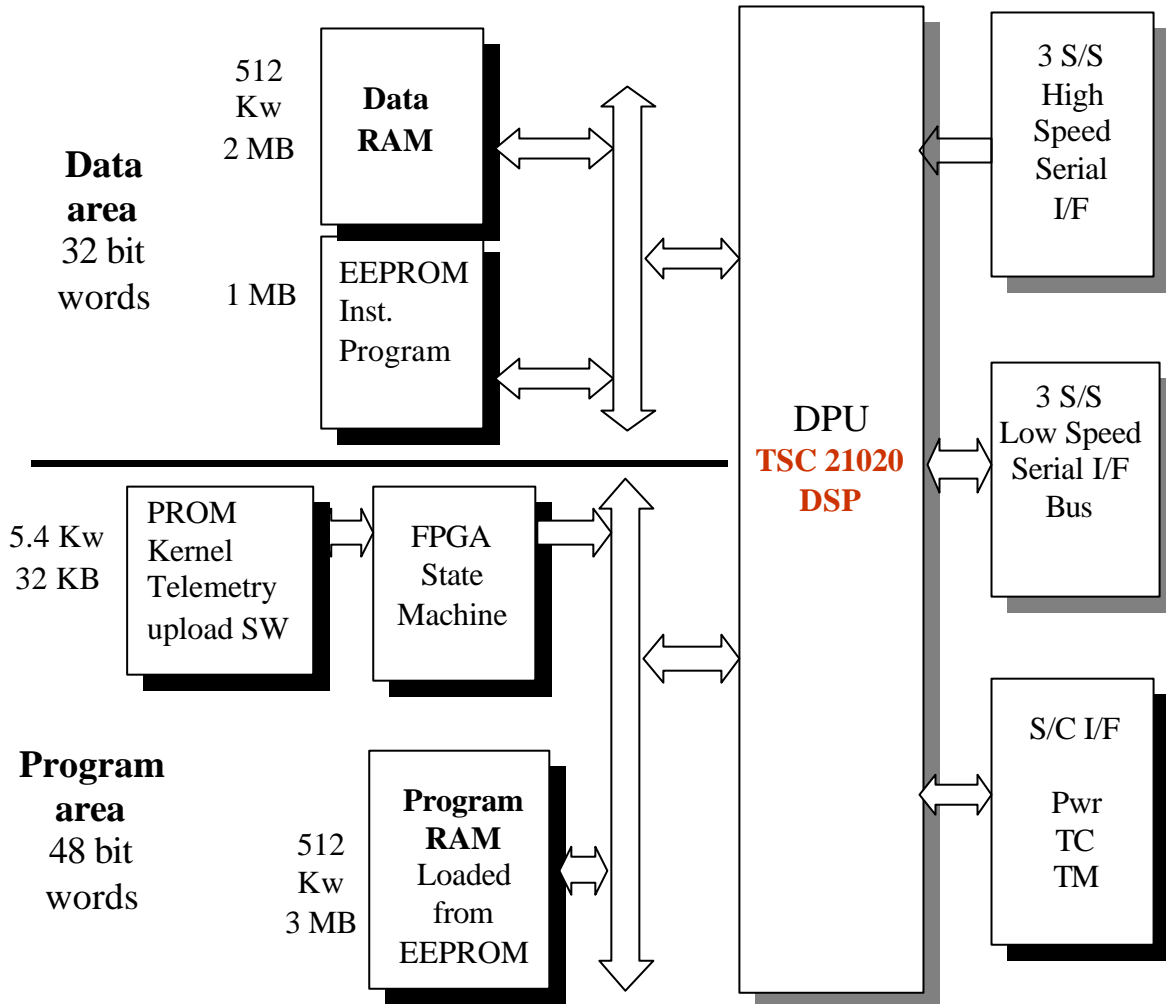 512
Kw
2 MB
Data
RAM
Data
area
32 bit
words
1 MB
EEPROM
Inst.
Program
5.4 Kw
32 KB
PROM
Kernel
Telemetry
upload SW
FPGA
State
Machine
Program
area
48 bit
words
512
Kw
3 MB
Program
RAM
Loaded
from
EEPROM
DPU
TSC 21020
DSP
3 S/S
High
Speed
Serial
I/F
3 S/S
Low Speed
Serial I/F
Bus
S/C I/F
Pwr
TC
TM